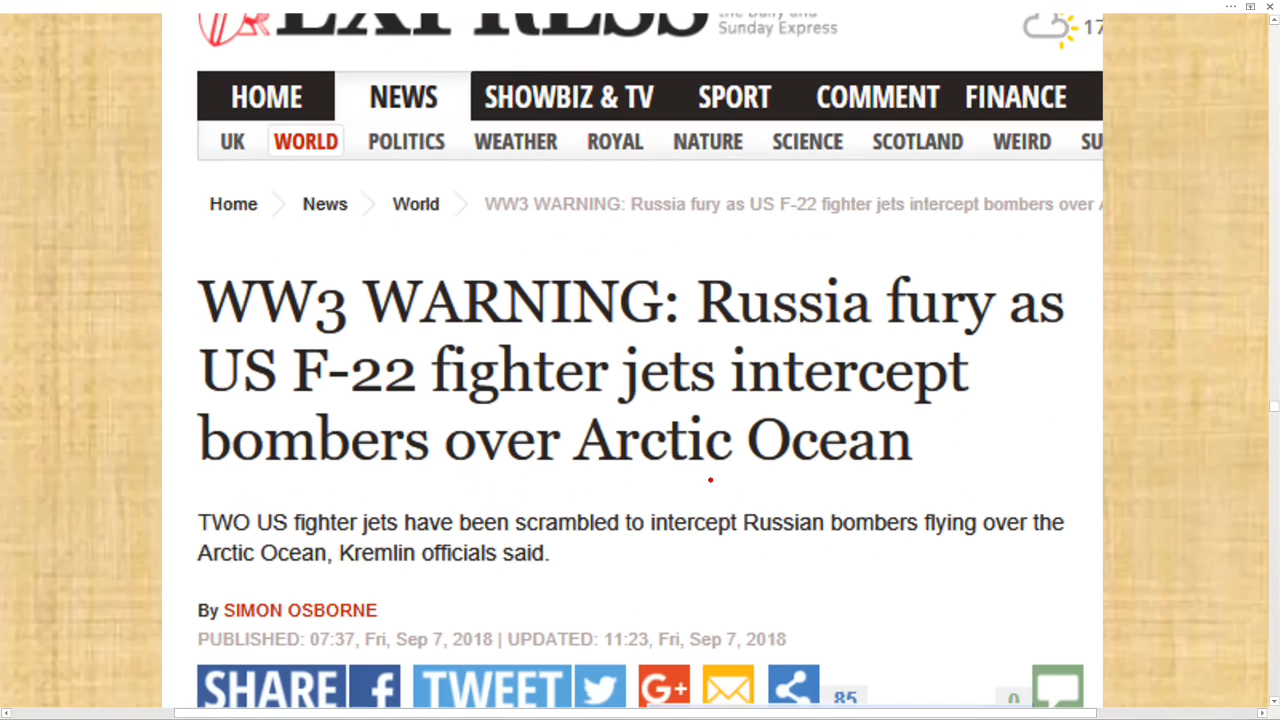 EXPRESS
the Daily and
Sunday Express
17
HOME NEWS SHOWBIZ & TV SPORT COMMENT FINANCE
UK WORLD POLITICS WEATHER ROYAL NATURE SCIENCE SCOTLAND WEIRD SU
Home News World WW3 WARNING: Russia fury as US F-22 fighter jets intercept bombers over A
WW3 WARNING: Russia fury as
US F-22 fighter jets intercept
bombers over Arctic Ocean
TWO US fighter jets have been scrambled to intercept Russian bombers flying over the
Arctic Ocean, Kremlin officials said.
By SIMON OSBORNE
PUBLISHED: 07:37, Fri, Sep 7, 2018 | UPDATED: 11:23, Fri, Sep 7, 2018
SHARE f TWEET G+ 85 0